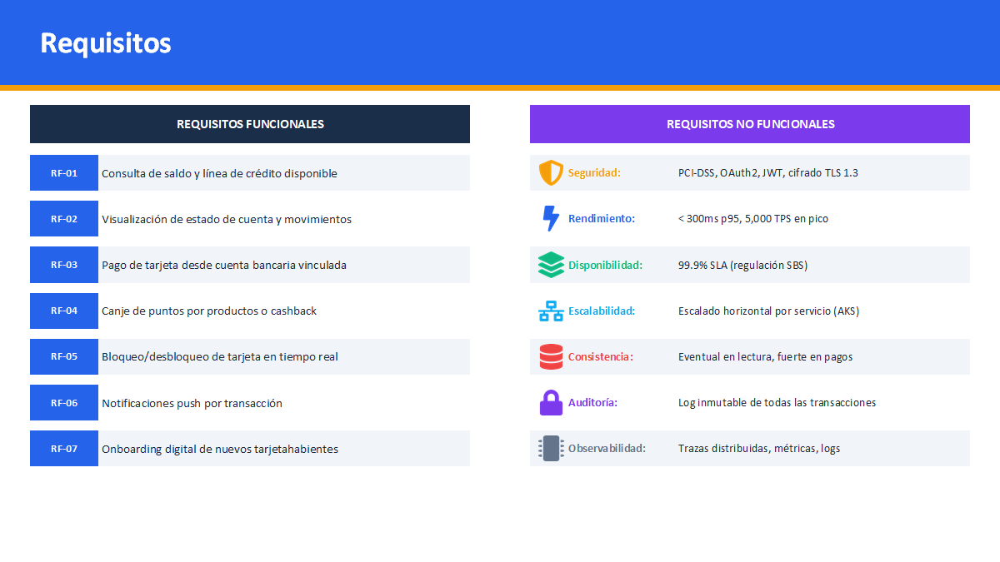 Requisitos
REQUISITOS FUNCIONALES
RF-01 Consulta de saldo y línea de crédito disponible
RF-02 Visualización de estado de cuenta y movimientos
RF-03 Pago de tarjeta desde cuenta bancaria vinculada
RF-04 Canje de puntos por productos o cashback
RF-05 Bloqueo/desbloqueo de tarjeta en tiempo real
RF-06 Notificaciones push por transacción
RF-07 Onboarding digital de nuevos tarjetahabientes
REQUISITOS NO FUNCIONALES
Seguridad: PCI-DSS, OAuth2, JWT, cifrado TLS 1.3
Rendimiento: < 300ms p95, 5,000 TPS en pico
Disponibilidad: 99.9% SLA (regulación SBS)
Escalabilidad: Escalado horizontal por servicio (AKS)
Consistencia: Eventual en lectura, fuerte en pagos
Auditoría: Log inmutable de todas las transacciones
Observabilidad: Trazas distribuidas, métricas, logs